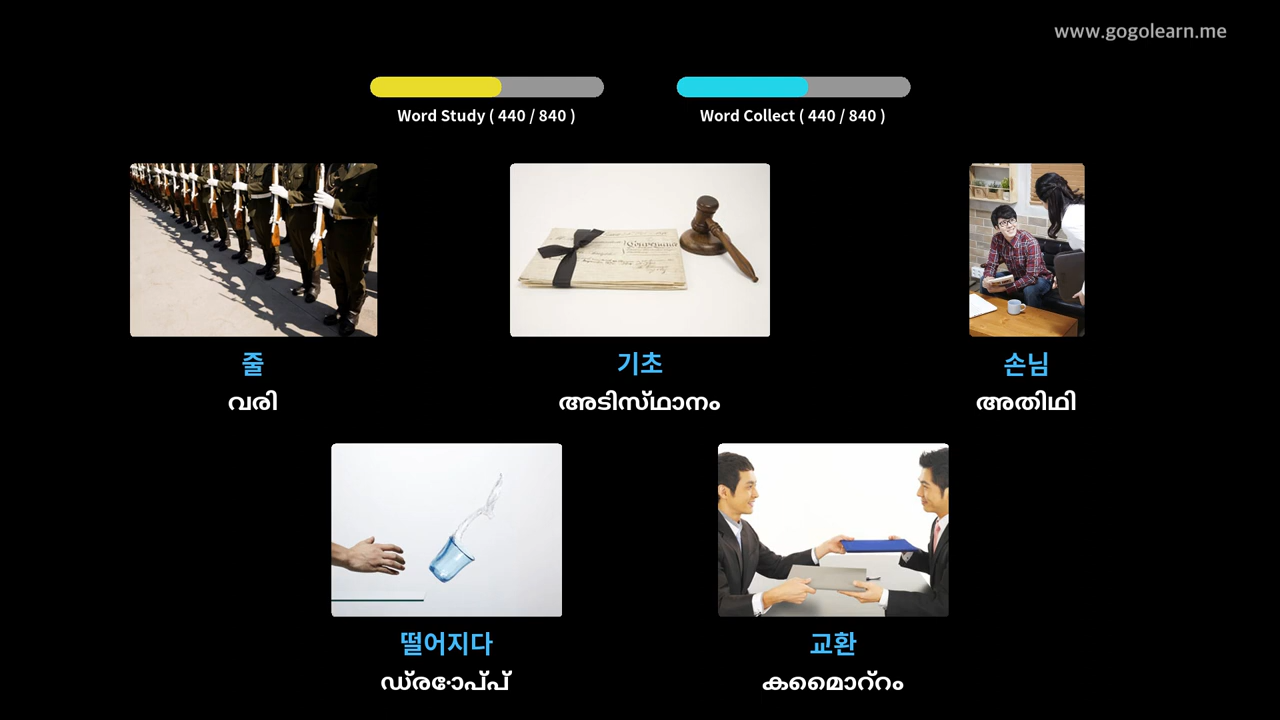 www.gogolearn.me
Word Study ( 440 / 840 )
Word Collect ( 440 / 840 )
줄
기초
손님
വരി
അടിസ്ഥാനം
അതിഥി
떨어지다
교환
ഡ്രോപ്പ്
കൈമാറ്റം